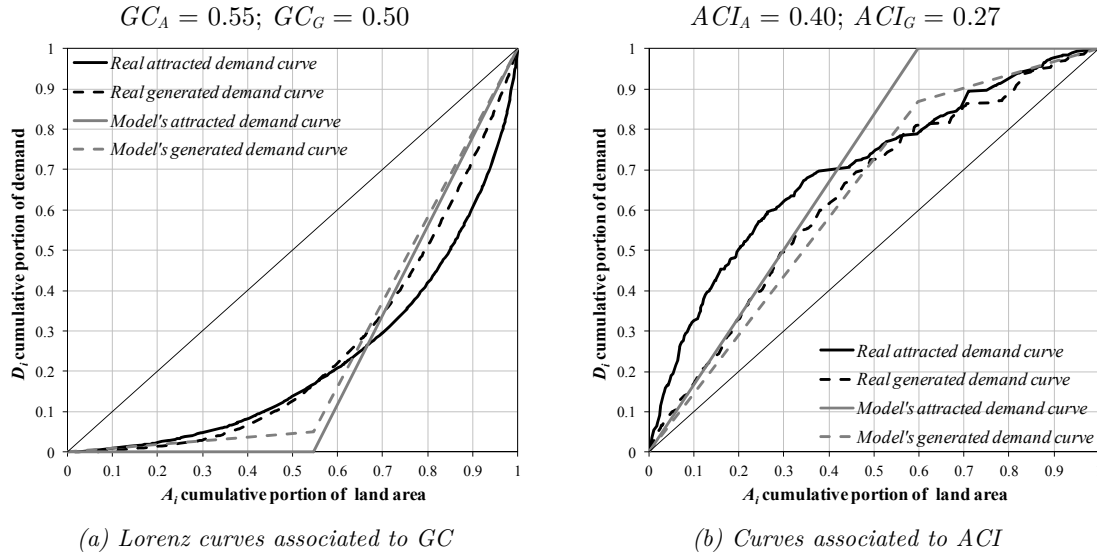 GC_A = 0.55; GC_G = 0.50
1
0.9
0.8
0.7
0.6
0.5
0.4
0.3
0.2
0.1
0
D_i cumulative portion of demand
Real attracted demand curve
Real generated demand curve
Model's attracted demand curve
Model's generated demand curve
0 0.1 0.2 0.3 0.4 0.5 0.6 0.7 0.8 0.9 1
A_i cumulative portion of land area
(a) Lorenz curves associated to GC
ACI_A = 0.40; ACI_G = 0.27
1
0.9
0.8
0.7
0.6
0.5
0.4
0.3
0.2
0.1
0
D_i cumulative portion of demand
Real attracted demand curve
Real generated demand curve
Model's attracted demand curve
Model's generated demand curve
0 0.1 0.2 0.3 0.4 0.5 0.6 0.7 0.8 0.9
A_i cumulative portion of land area
(b) Curves associated to ACI